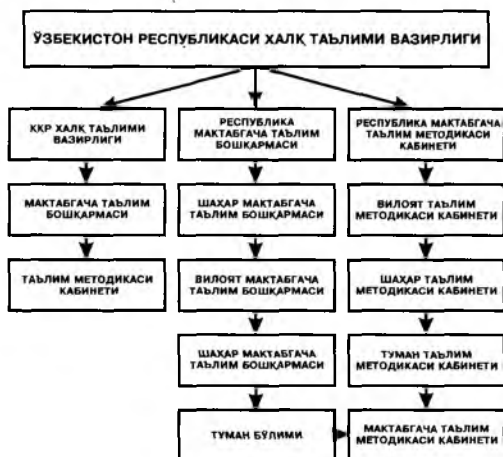 ЎЗБЕКИСТОН РЕСПУБЛИКАСИ ХАЛҚ ТАЪЛИМИ ВАЗИРЛИГИ
ҚҚР ХАЛҚ ТАЪЛИМИ
ВАЗИРЛИГИ
МАКТАБГАЧА ТАЪЛИМ
БОШҚАРМАСИ
ТАЪЛИМ МЕТОДИКАСИ
КАБИНЕТИ
РЕСПУБЛИКА
МАКТАБГАЧА ТАЪЛИМ
БОШҚАРМАСИ
ШАҲАР МАКТАБГАЧА
ТАЪЛИМ БОШҚАРМАСИ
ВИЛОЯТ МАКТАБГАЧА
ТАЪЛИМ БОШҚАРМАСИ
ШАҲАР МАКТАБГАЧА
ТАЪЛИМ БОШҚАРМАСИ
ТУМАН БЎЛИМИ
РЕСПУБЛИКА МАКТАБГАЧА
ТАЪЛИМ МЕТОДИКАСИ
КАБИНЕТИ
ВИЛОЯТ ТАЪЛИМ
МЕТОДИКАСИ КАБИНЕТИ
ШАҲАР ТАЪЛИМ
МЕТОДИКАСИ КАБИНЕТИ
ТУМАН ТАЪЛИМ
МЕТОДИКАСИ КАБИНЕТИ
МАКТАБГАЧА ТАЪЛИМ
МЕТОДИКАСИ КАБИНЕТИ